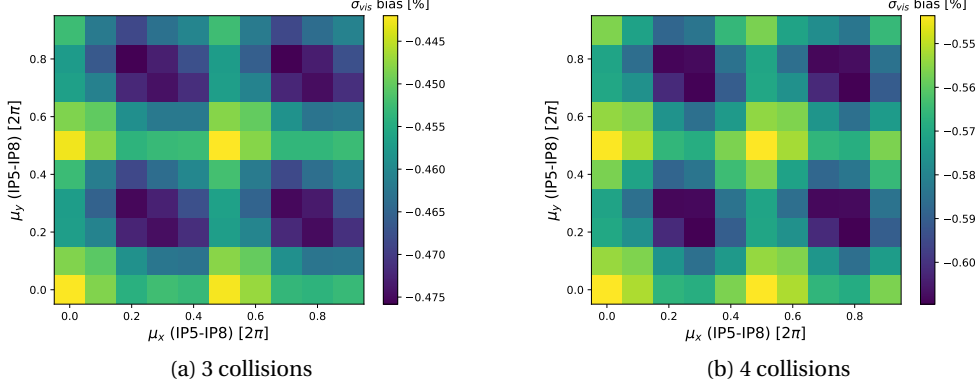 σvis bias [%]
0.8
0.6
0.4
0.2
0.0
μy (IP5-IP8) [2π]
0.0 0.2 0.4 0.6 0.8
μx (IP5-IP8) [2π]
−0.445
−0.450
−0.455
−0.460
−0.465
−0.470
−0.475
(a) 3 collisions
σvis bias [%]
0.8
0.6
0.4
0.2
0.0
μy (IP5-IP8) [2π]
0.0 0.2 0.4 0.6 0.8
μx (IP5-IP8) [2π]
−0.55
−0.56
−0.57
−0.58
−0.59
−0.60
(b) 4 collisions